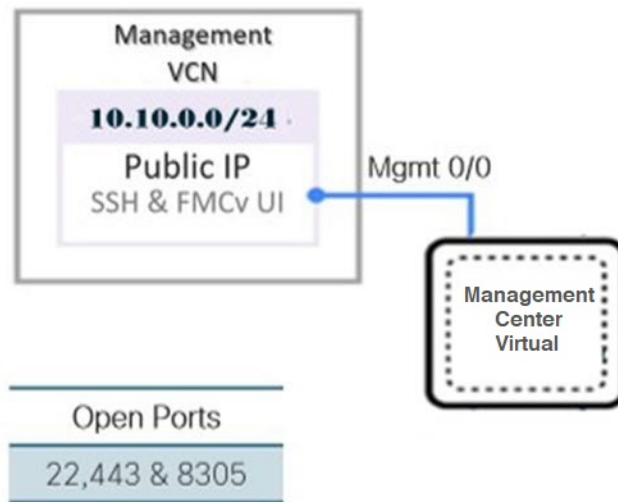 Management
VCN
10.10.0.0/24
Public IP
SSH & FMCv UI
Mgmt 0/0
Management
Center
Virtual
Open Ports
22,443 & 8305